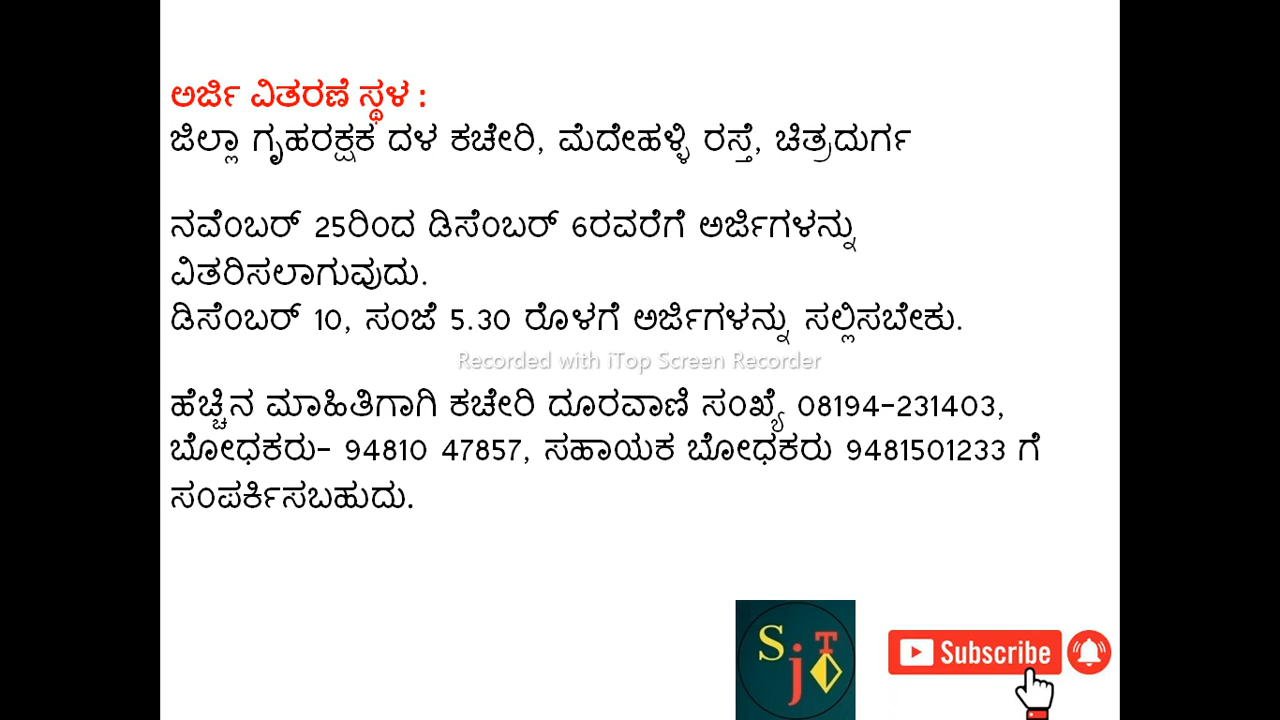 ಅರ್ಜಿ ವಿತರಣೆ ಸ್ಥಳ :
ಜಿಲ್ಲಾ ಗೃಹರಕ್ಷಕ ದಳ ಕಚೇರಿ, ಮೆದೇಹಳ್ಳಿ ರಸ್ತೆ, ಚಿತ್ರದುರ್ಗ
ನವೆಂಬರ್ 25ರಿಂದ ಡಿಸೆಂಬರ್ 6ರವರೆಗೆ ಅರ್ಜಿಗಳನ್ನು
ವಿತರಿಸಲಾಗುವುದು.
ಡಿಸೆಂಬರ್ 10, ಸಂಜೆ 5.30 ರೊಳಗೆ ಅರ್ಜಿಗಳನ್ನು ಸಲ್ಲಿಸಬೇಕು.
Recorded with iTop Screen Recorder
ಹೆಚ್ಚಿನ ಮಾಹಿತಿಗಾಗಿ ಕಚೇರಿ ದೂರವಾಣಿ ಸಂಖ್ಯೆ 08194-231403,
ಬೋಧಕರು- 94810 47857, ಸಹಾಯಕ ಬೋಧಕರು 9481501233 ಗೆ
ಸಂಪರ್ಕಿಸಬಹುದು.
SjT
Subscribe